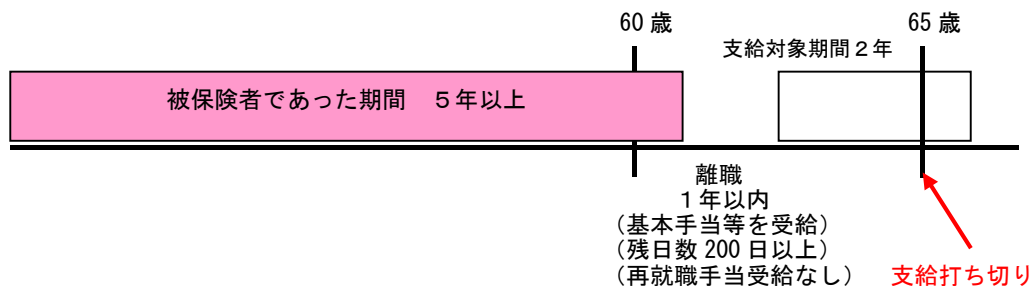 60 歳
65 歳
支給対象期間２年
被保険者であった期間　５年以上
離職
１年以内
（基本手当等を受給）
（残日数 200 日以上）
（再就職手当受給なし）
支給打ち切り